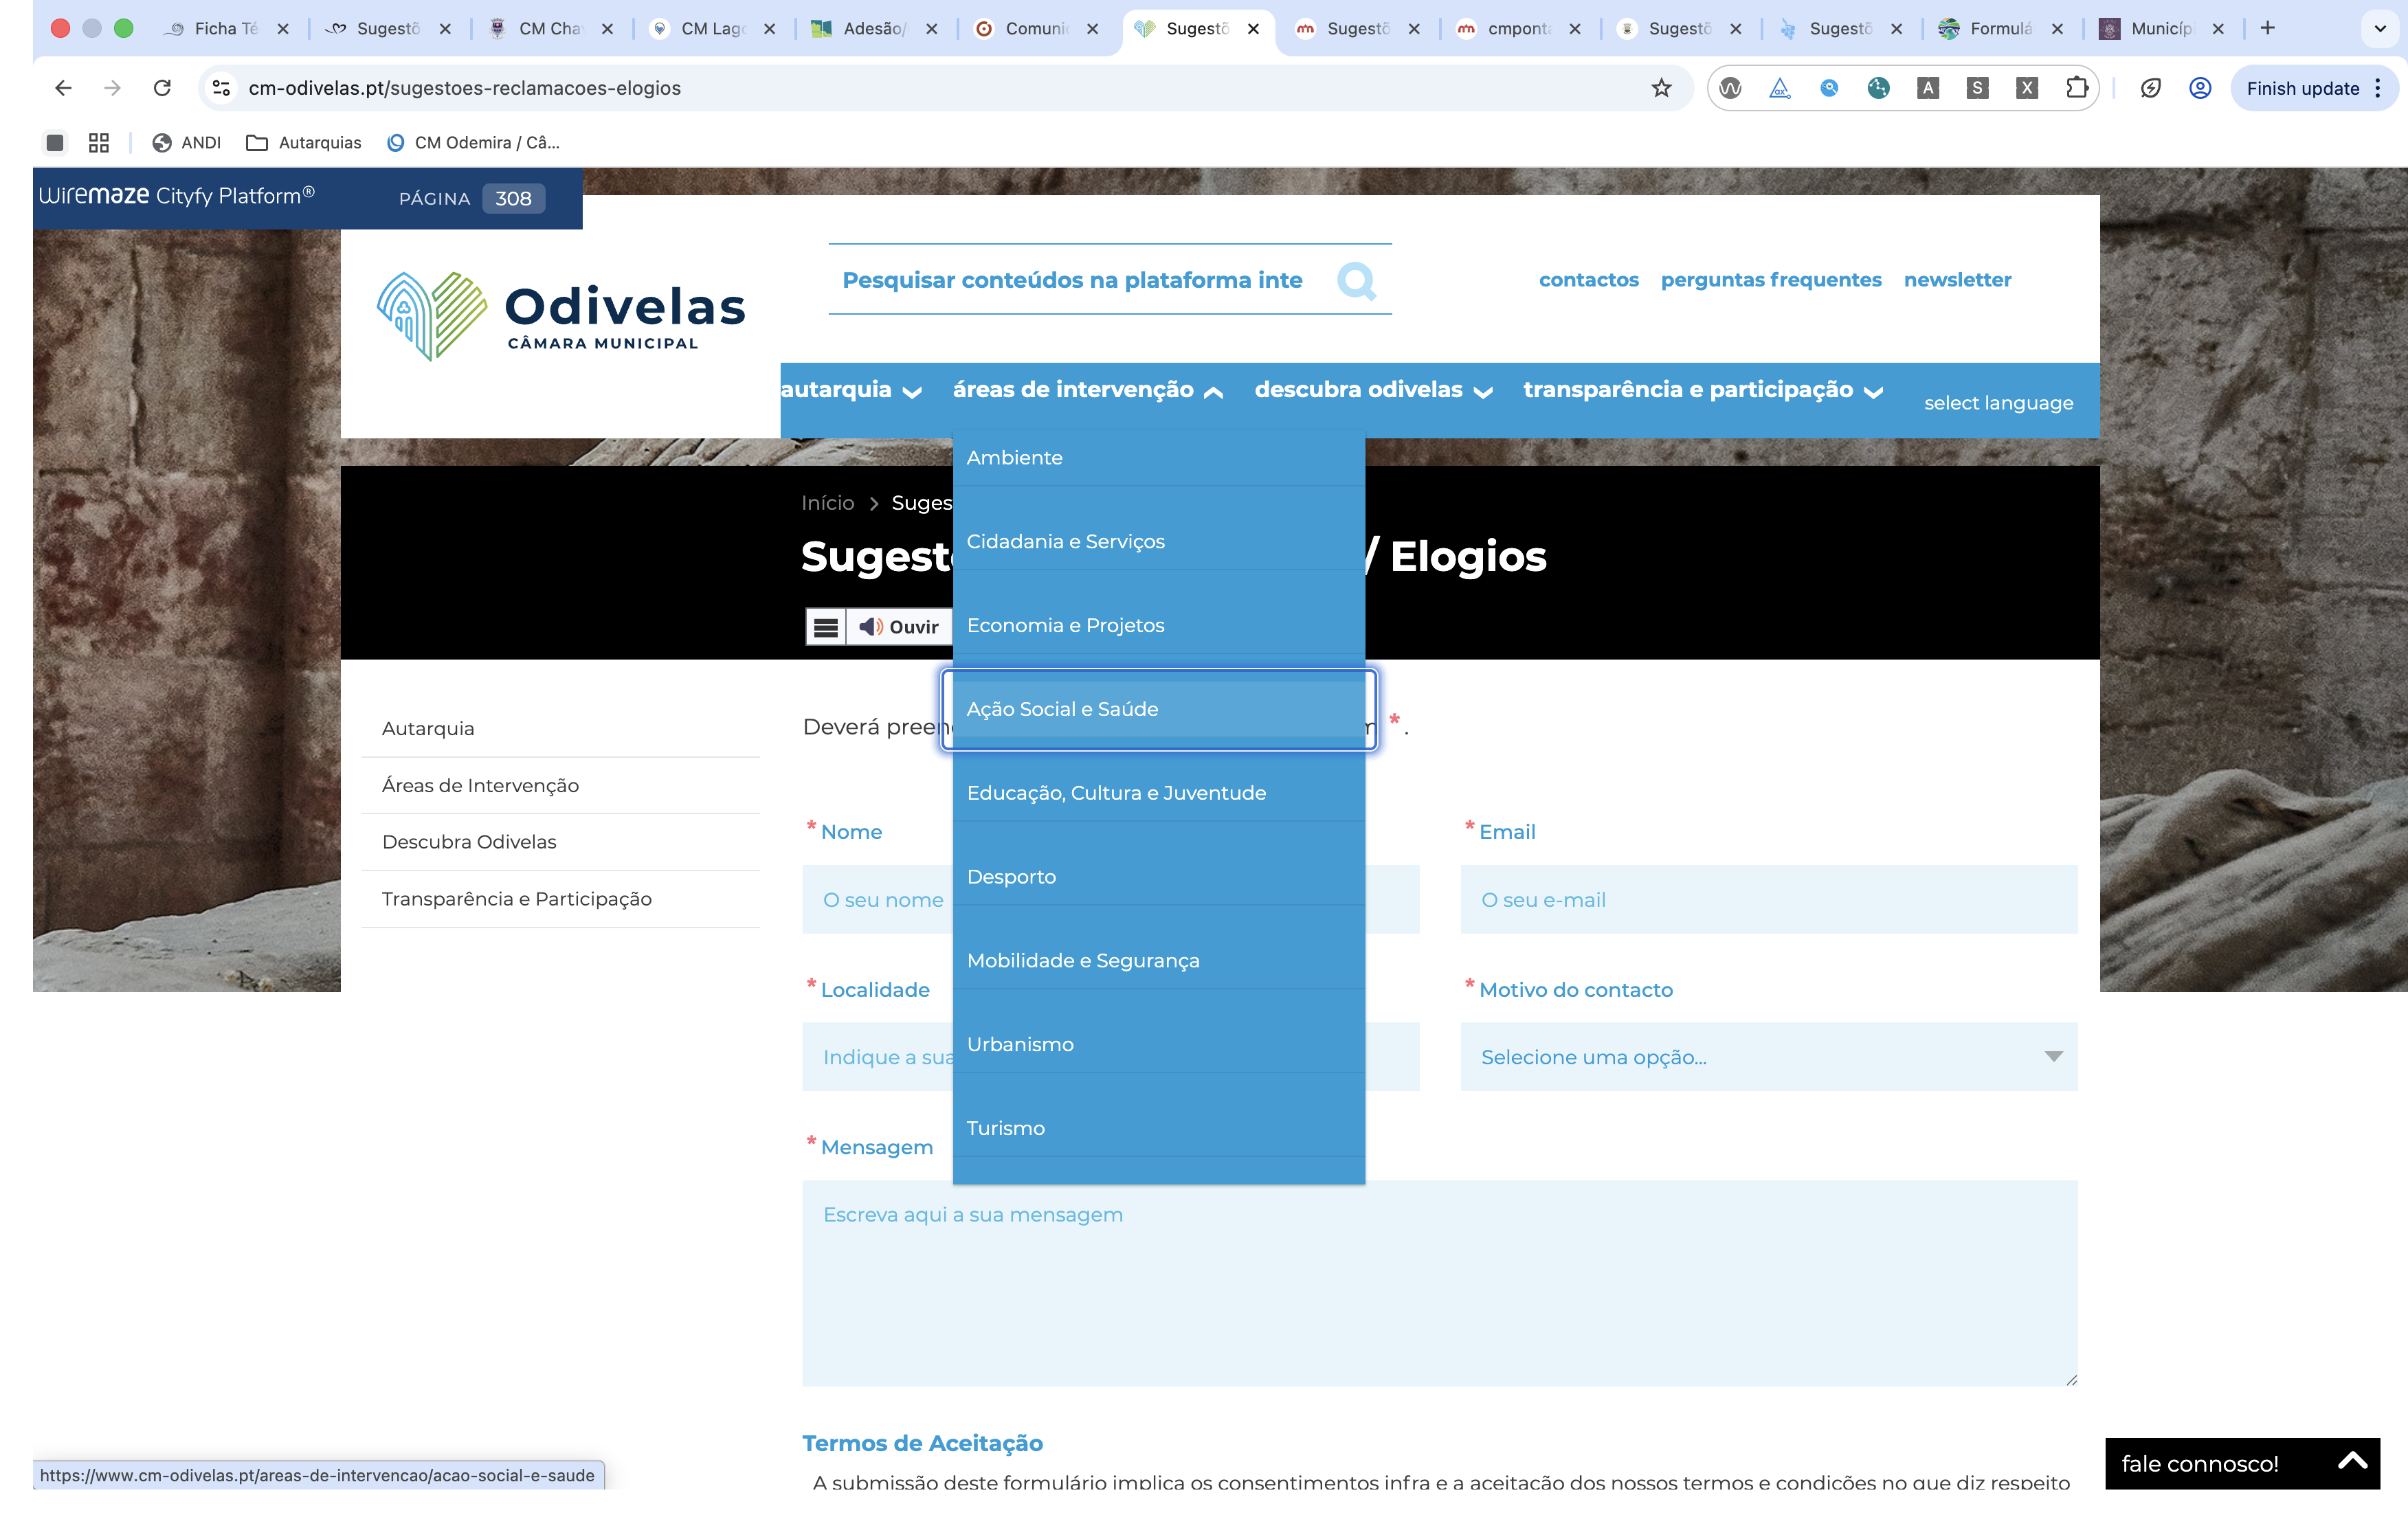 Ficha Té
Sugestõ
CM Cha
CM Lago
Adesão/
Comuni
Sugestõ
Sugestõ
cmpont
Sugestõ
Sugestõ
Formulá
Municíp
cm-odivelas.pt/sugestoes-reclamacoes-elogios
A
S
X
Finish update
ANDI
Autarquias
CM Odemira / Câ...
wiremaze Cityfy Platform®
PÁGINA 308
Odivelas
CÂMARA MUNICIPAL
Pesquisar conteúdos na plataforma inte
contactos perguntas frequentes newsletter
autarquia áreas de intervenção descubra odivelas transparência e participação select language
Ambiente
Cidadania e Serviços
Economia e Projetos
Ação Social e Saúde
Educação, Cultura e Juventude
Desporto
Mobilidade e Segurança
Urbanismo
Turismo
Início > Suges
Sugest / Elogios
Ouvir
Autarquia
Áreas de Intervenção
Descubra Odivelas
Transparência e Participação
Deverá preen m * .
* Nome
O seu nome
* Email
O seu e-mail
* Localidade
Indique a sua
* Motivo do contacto
Selecione uma opção...
* Mensagem
Escreva aqui a sua mensagem
Termos de Aceitação
A submissão deste formulário implica os consentimentos infra e a aceitação dos nossos termos e condições no que diz respeito
fale connosco!
https://www.cm-odivelas.pt/areas-de-intervencao/acao-social-e-saude